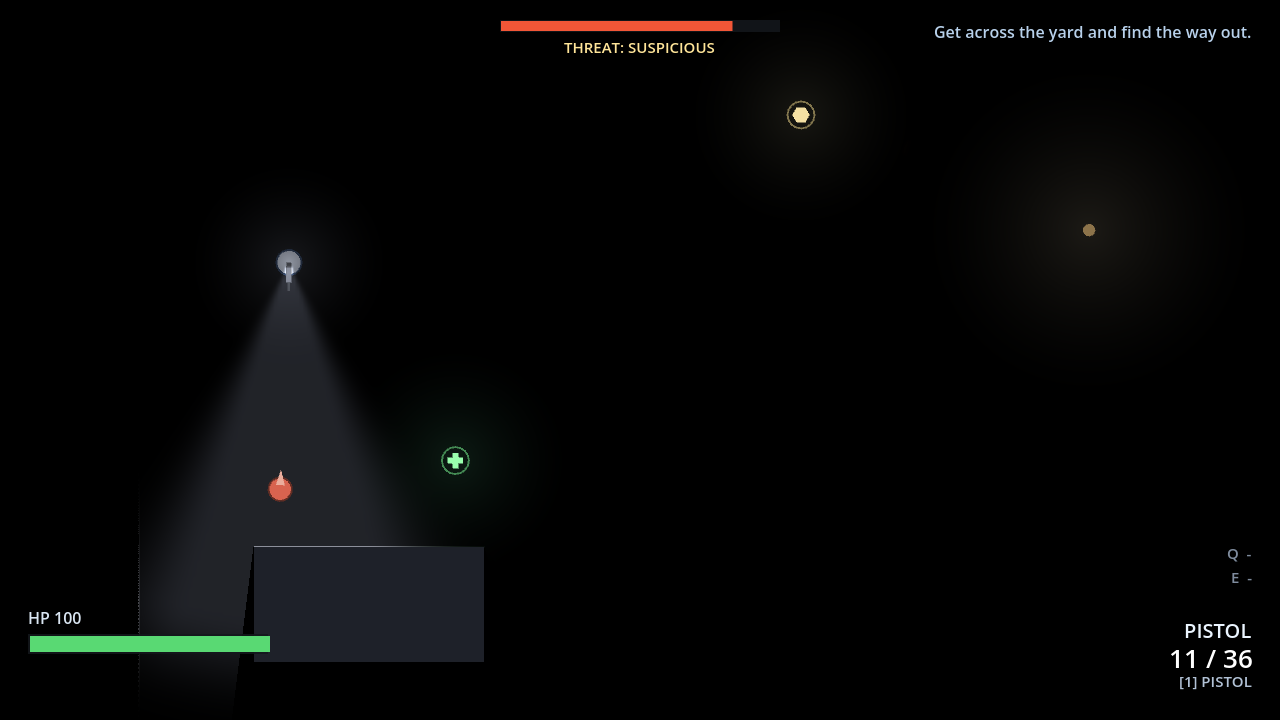 THREAT: SUSPICIOUS
Get across the yard and find the way out.
HP 100
Q -
E -
PISTOL
11 / 36
[1] PISTOL